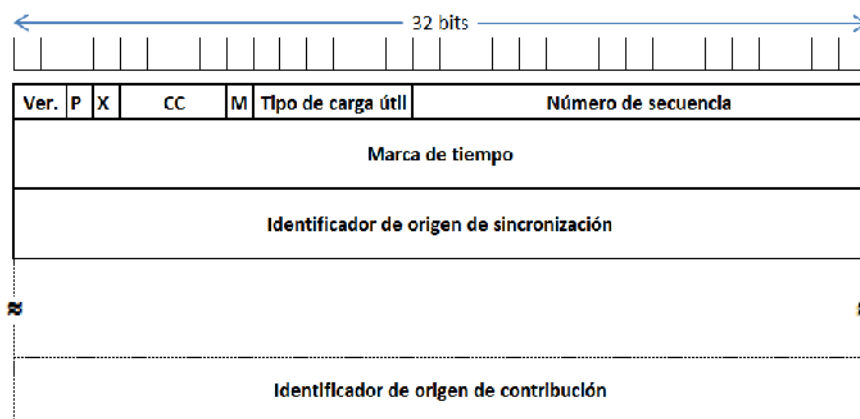 32 bits
Ver. P X CC M Tipo de carga útil Número de secuencia
Marca de tiempo
Identificador de origen de sincronización
Identificador de origen de contribución